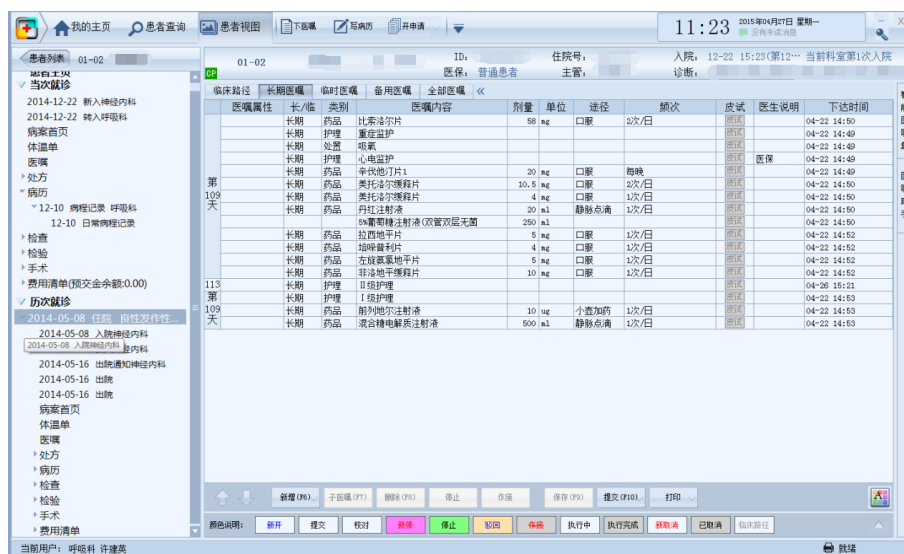 我的主页 患者查询 患者视图 下医嘱 写病历 开申请 11:23 2015年04月27日 星期一
没有未读消息
患者列表 01-02
01-02 ID: 住院号: 入院: 12-22 15:23(第12… 当前科室第1次入院
CP 医保: 普通患者 主管: 诊断:
患者主页
当次就诊
2014-12-22 新入神经内科
2014-12-22 转入呼吸科
病案首页
体温单
医嘱
处方
病历
12-10 病程记录 呼吸科
12-10 日常病程记录
检查
检验
手术
费用清单(预交金余额:0.00)
历次就诊
2014-05-08 住院 良性发作性...
2014-05-08 入院神经内科
2014-05-08 入院神经内科 经内科
2014-05-16 出院通知神经内科
2014-05-16 出院
2014-05-16 出院
病案首页
体温单
医嘱
处方
病历
检查
检验
手术
费用清单
临床路径 长期医嘱 临时医嘱 备用医嘱 全部医嘱 «
医嘱属性 长/临 类别 医嘱内容 剂量 单位 途径 频次 皮试 医生说明 下达时间
长期 药品 比索洛尔片 58 mg 口服 2次/日 皮试 04-22 14:50
长期 护理 重症监护 皮试 04-22 14:49
长期 处置 吸氧 皮试 04-22 14:49
长期 护理 心电监护 皮试 医保 04-22 14:49
长期 药品 辛伐他汀片1 20 mg 口服 每晚 皮试 04-22 14:50
第109天 长期 药品 美托洛尔缓释片 10.5 mg 口服 2次/日 皮试 04-22 14:50
长期 药品 美托洛尔缓释片 4 mg 口服 1次/日 皮试 04-22 14:50
长期 药品 丹红注射液 20 ml 静脉点滴 1次/日 皮试 04-22 14:50
5%葡萄糖注射液(双管双层无菌 250 ml 皮试 04-22 14:50
长期 药品 拉西地平片 5 mg 口服 1次/日 皮试 04-22 14:52
长期 药品 培哚普利片 4 mg 口服 1次/日 皮试 04-22 14:52
长期 药品 左旋氨氯地平片 5 mg 口服 1次/日 皮试 04-22 14:52
长期 药品 非洛地平缓释片 10 mg 口服 1次/日 皮试 04-22 14:52
113 长期 护理 II级护理 皮试 04-26 15:21
第109天 长期 护理 I级护理 皮试 04-22 14:53
长期 药品 前列地尔注射液 10 ug 小壶加药 1次/日 皮试 04-22 14:53
长期 药品 混合糖电解质注射液 500 ml 静脉点滴 1次/日 皮试 04-22 14:53
新增(F6) 子医嘱(F7) 删除(F8) 停止 作废 保存(F9) 提交(F10) 打印
颜色说明: 新开 提交 校对 新停 停止 驳回 作废 执行中 执行完成 新取消 已取消 临床路径
当前用户: 呼吸科 许建英 就绪